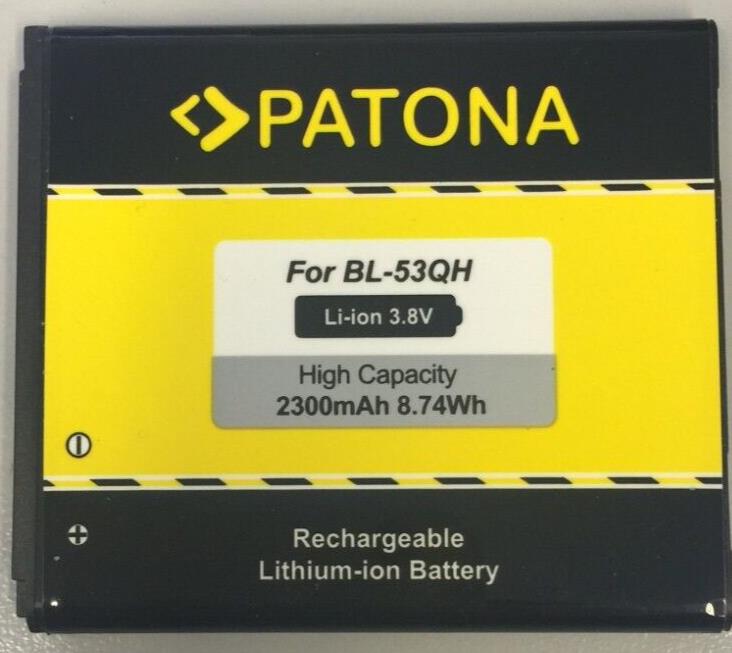 PATONA
For BL-53QH
Li-ion 3.8V
High Capacity
2300mAh 8.74Wh
Rechargeable
Lithium-ion Battery